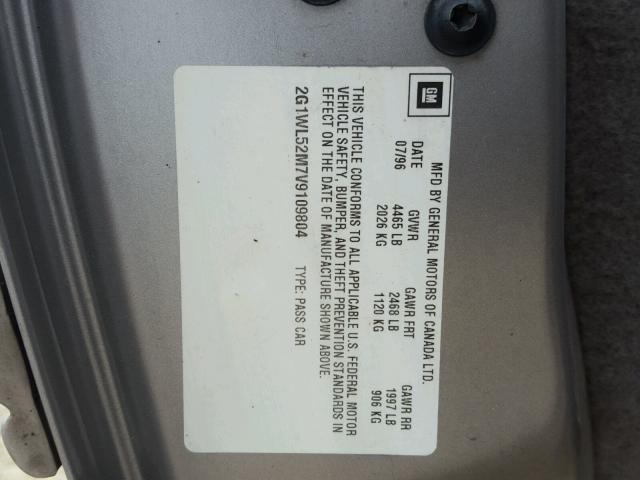 GM
MFD BY GENERAL MOTORS OF CANADA LTD.
DATE GVWR GAWR FRT GAWR RR
07/96 4465 LB 2468 LB 1997 LB
2026 KG 1120 KG 906 KG
THIS VEHICLE CONFORMS TO ALL APPLICABLE U.S. FEDERAL MOTOR
VEHICLE SAFETY, BUMPER, AND THEFT PREVENTION STANDARDS IN
EFFECT ON THE DATE OF MANUFACTURE SHOWN ABOVE.
2G1WL52M7V9109804 TYPE: PASS CAR